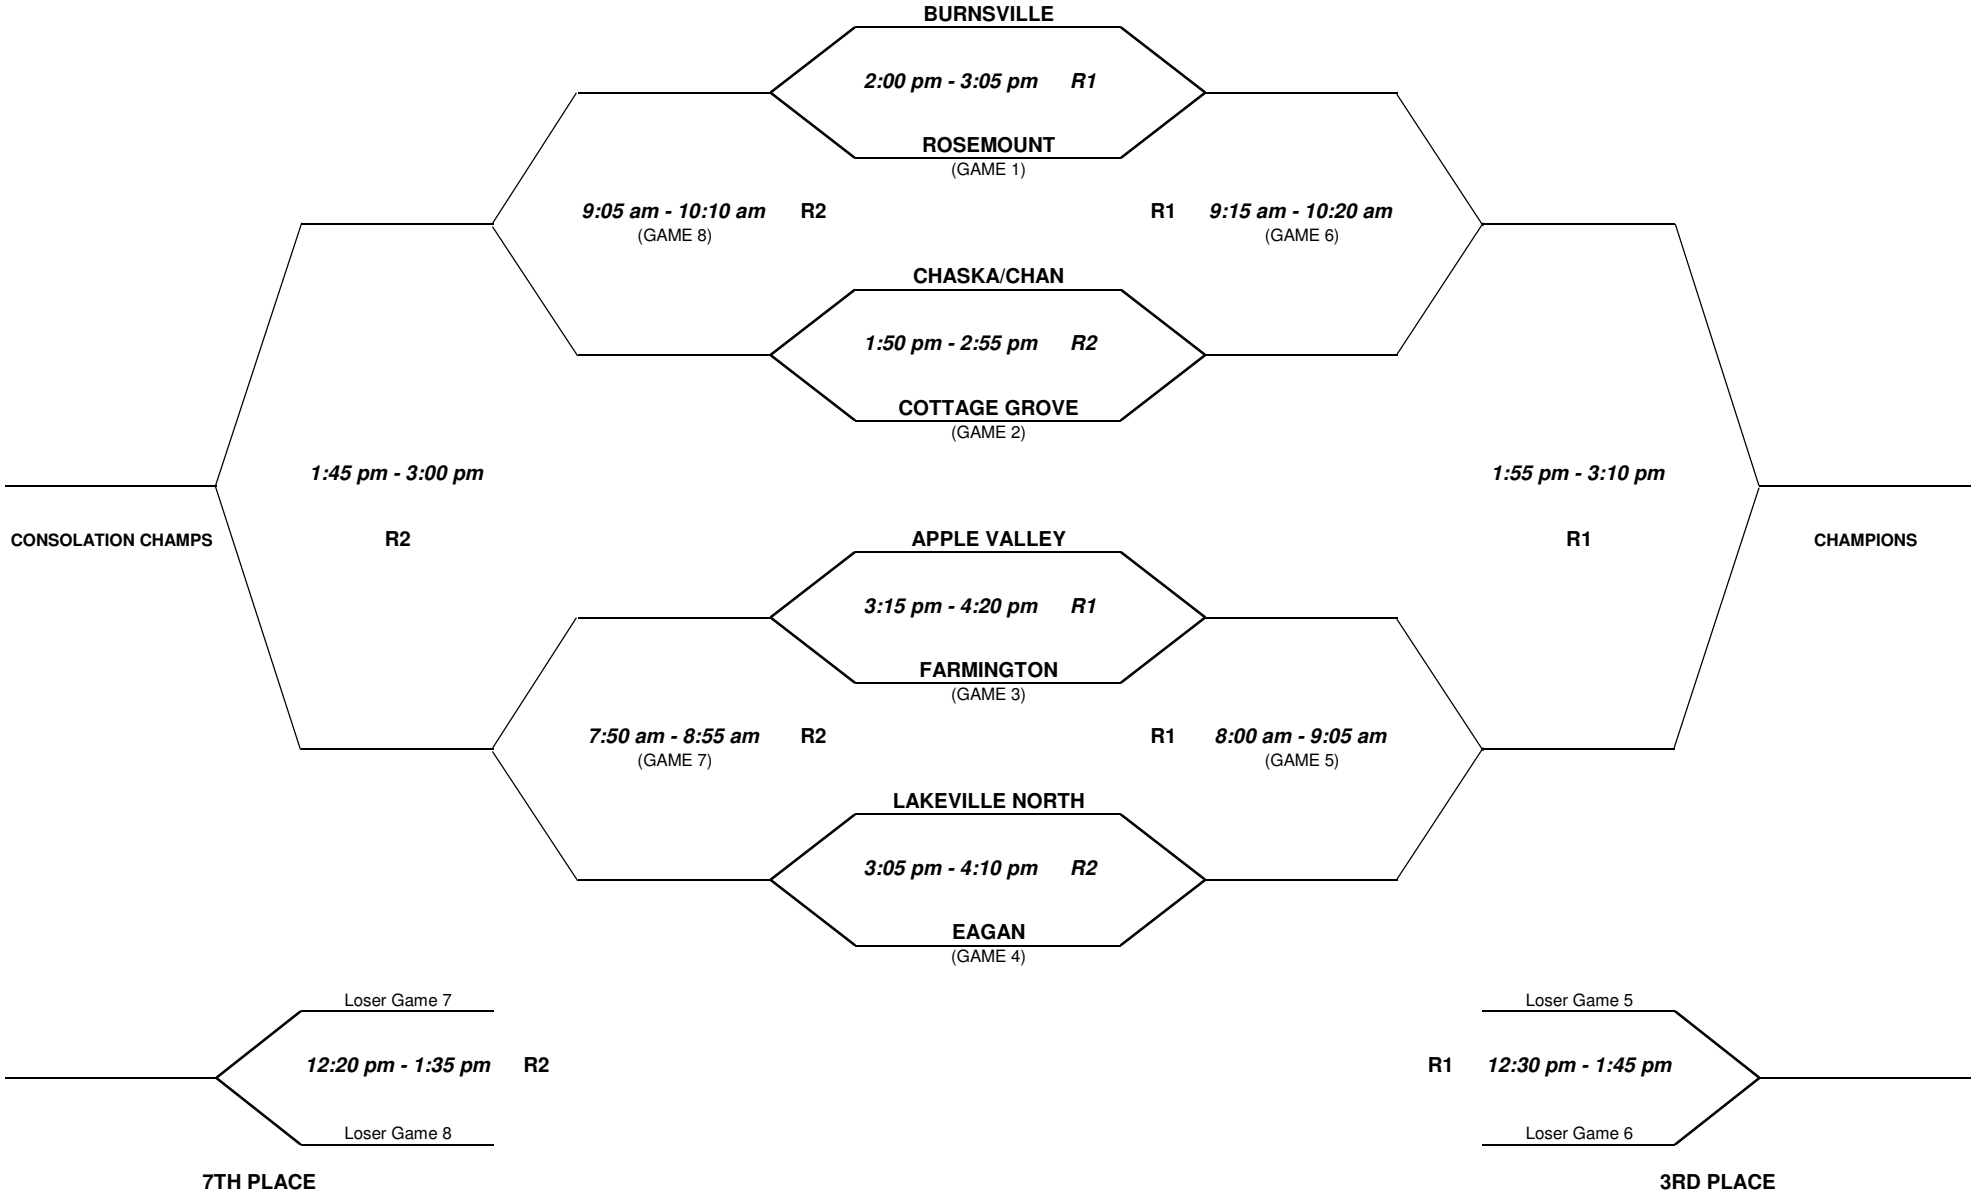 BURNSVILLE
2:00 pm - 3:05 pm R1
ROSEMOUNT
(GAME 1)
9:05 am - 10:10 am R2
(GAME 8)
R1 9:15 am - 10:20 am
(GAME 6)
CHASKA/CHAN
1:50 pm - 2:55 pm R2
COTTAGE GROVE
(GAME 2)
1:45 pm - 3:00 pm
1:55 pm - 3:10 pm
CONSOLATION CHAMPS
R2
APPLE VALLEY
R1
CHAMPIONS
3:15 pm - 4:20 pm R1
FARMINGTON
(GAME 3)
7:50 am - 8:55 am R2
(GAME 7)
R1 8:00 am - 9:05 am
(GAME 5)
LAKEVILLE NORTH
3:05 pm - 4:10 pm R2
EAGAN
(GAME 4)
Loser Game 7
12:20 pm - 1:35 pm R2
Loser Game 8
7TH PLACE
Loser Game 5
R1 12:30 pm - 1:45 pm
Loser Game 6
3RD PLACE